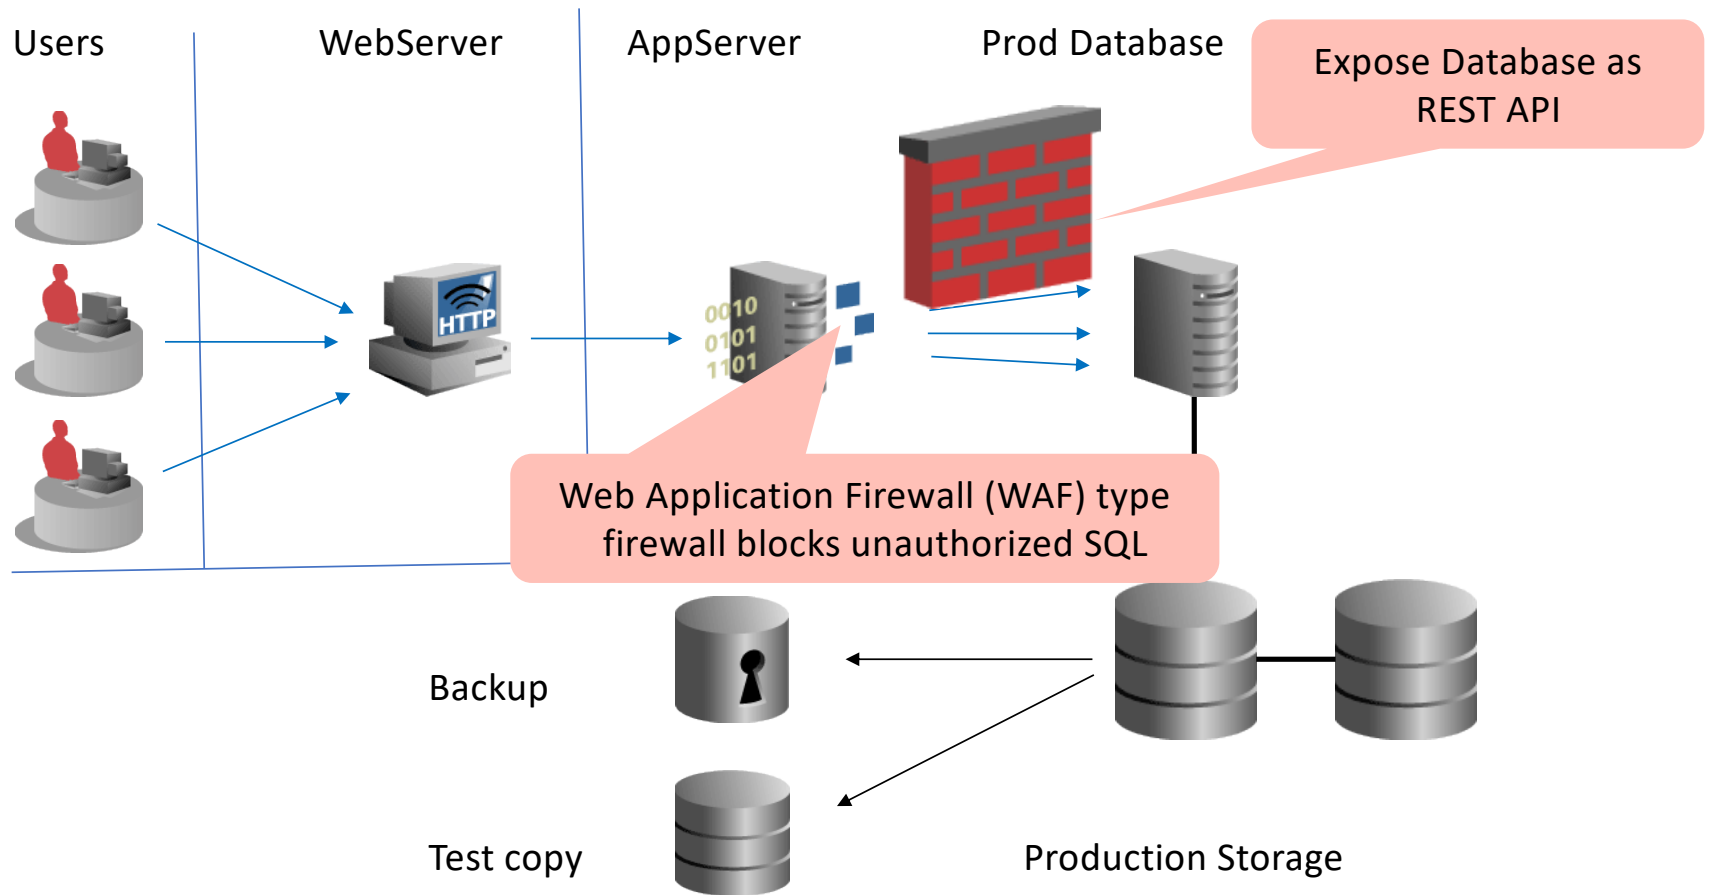 Users
WebServer
AppServer
Prod Database
Expose Database as
REST API
HTTP
0010
0101
1101
Web Application Firewall (WAF) type
firewall blocks unauthorized SQL
Backup
Test copy
Production Storage